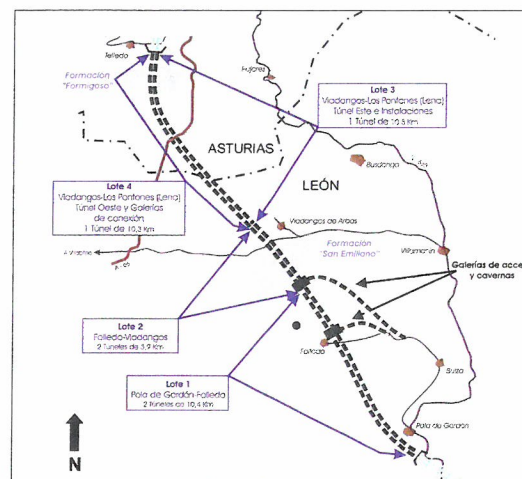 Telledo
Formación
"Formigoso"
Lote 3
Viadangos-Los Pontones (Lena)
Túnel Este e Instalaciones
1 Túnel de 10,3 Km
ASTURIAS
Busdongo
LEÓN
Lote 4
Viadangos-Los Pontones (Lena)
Túnel Oeste y Galerías
de conexión
1 Túnel de 10,3 Km
Viadangos de Arbas
Formación
"San Emiliano"
Villamanín
Galerías de acce
y cavernas
Lote 2
Folledo-Viadangos
2 Túneles de 3,9 Km
Folledo
Buiza
Lote 1
Pola de Gordón-Folledo
2 Túneles de 10,4 Km
Pola de Gordón
N